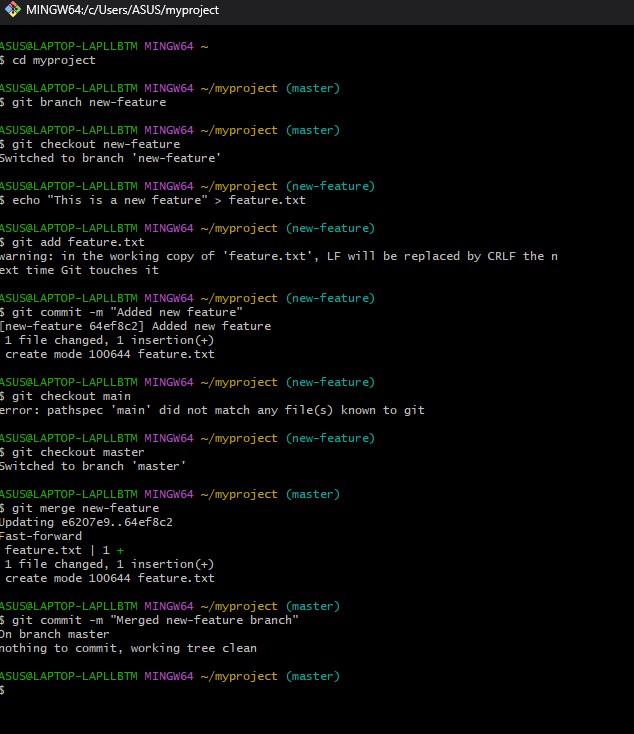 MINGW64:/c/Users/ASUS/myproject
ASUS@LAPTOP-LAPLLBTM MINGW64 ~
$ cd myproject
ASUS@LAPTOP-LAPLLBTM MINGW64 ~/myproject (master)
$ git branch new-feature
ASUS@LAPTOP-LAPLLBTM MINGW64 ~/myproject (master)
$ git checkout new-feature
Switched to branch 'new-feature'
ASUS@LAPTOP-LAPLLBTM MINGW64 ~/myproject (new-feature)
$ echo "This is a new feature" > feature.txt
ASUS@LAPTOP-LAPLLBTM MINGW64 ~/myproject (new-feature)
$ git add feature.txt
warning: in the working copy of 'feature.txt', LF will be replaced by CRLF the n
ext time Git touches it
ASUS@LAPTOP-LAPLLBTM MINGW64 ~/myproject (new-feature)
$ git commit -m "Added new feature"
[new-feature 64ef8c2] Added new feature
1 file changed, 1 insertion(+)
create mode 100644 feature.txt
ASUS@LAPTOP-LAPLLBTM MINGW64 ~/myproject (new-feature)
$ git checkout main
error: pathspec 'main' did not match any file(s) known to git
ASUS@LAPTOP-LAPLLBTM MINGW64 ~/myproject (new-feature)
$ git checkout master
Switched to branch 'master'
ASUS@LAPTOP-LAPLLBTM MINGW64 ~/myproject (master)
$ git merge new-feature
Updating e6207e9..64ef8c2
Fast-forward
feature.txt | 1 +
1 file changed, 1 insertion(+)
create mode 100644 feature.txt
ASUS@LAPTOP-LAPLLBTM MINGW64 ~/myproject (master)
$ git commit -m "Merged new-feature branch"
On branch master
nothing to commit, working tree clean
ASUS@LAPTOP-LAPLLBTM MINGW64 ~/myproject (master)
$